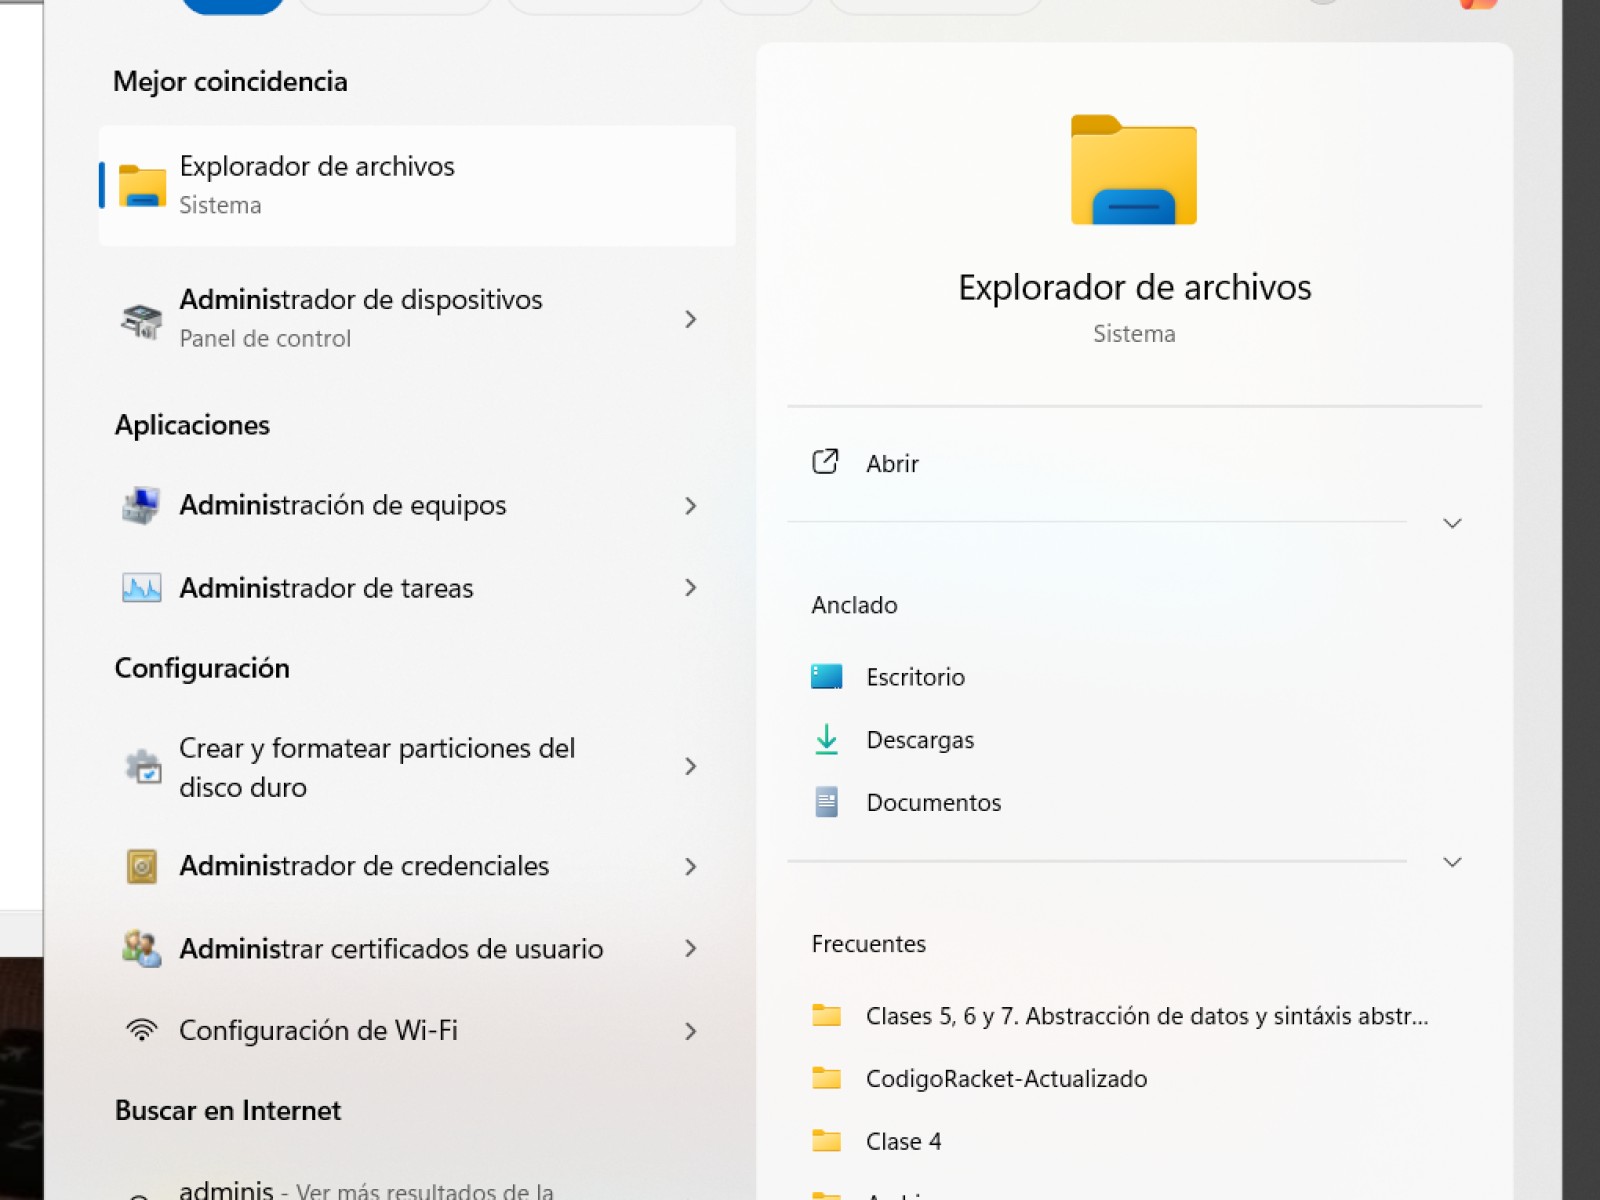 Mejor coincidencia
Explorador de archivos
Sistema
Administrador de dispositivos
Panel de control
Aplicaciones
Administración de equipos
Administrador de tareas
Configuración
Crear y formatear particiones del
disco duro
Administrador de credenciales
Administrar certificados de usuario
Configuración de Wi-Fi
Buscar en Internet
adminis - Ver más resultados de la
Explorador de archivos
Sistema
Abrir
Anclado
Escritorio
Descargas
Documentos
Frecuentes
Clases 5, 6 y 7. Abstracción de datos y sintáxis abstr...
CodigoRacket-Actualizado
Clase 4